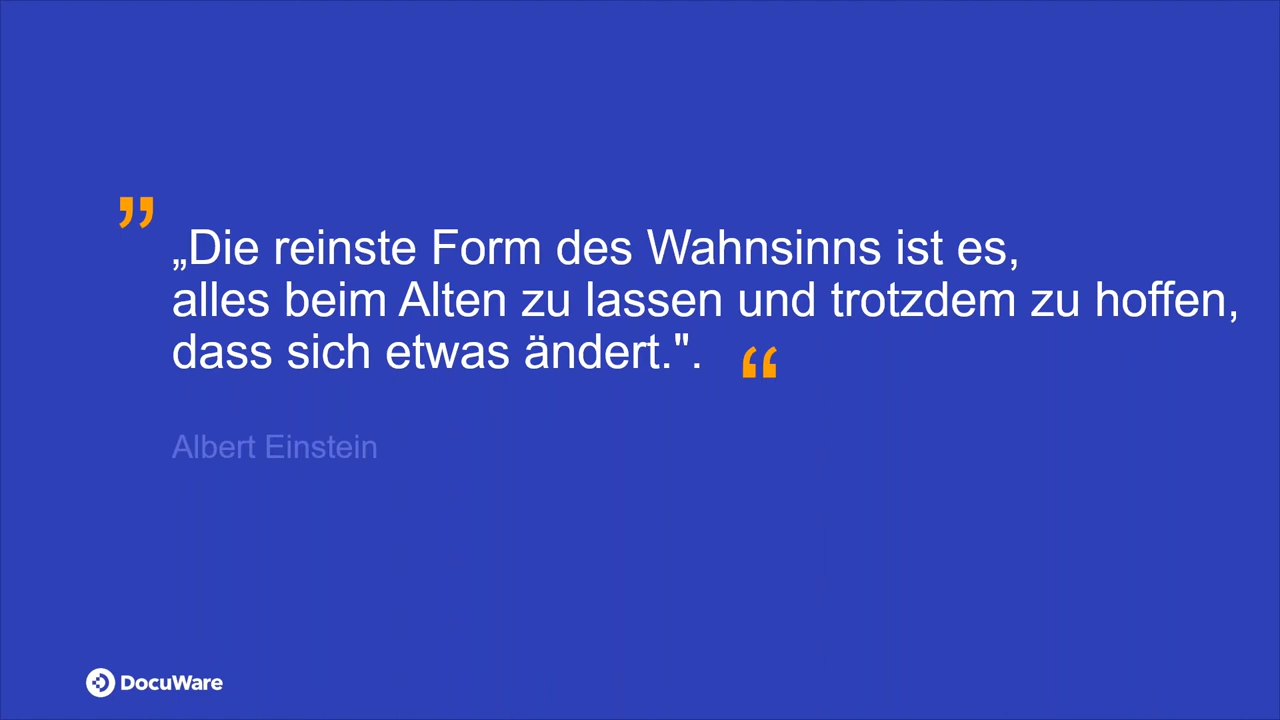 ”
„Die reinste Form des Wahnsinns ist es,
alles beim Alten zu lassen und trotzdem zu hoffen,
dass sich etwas ändert.". “
Albert Einstein
DocuWare